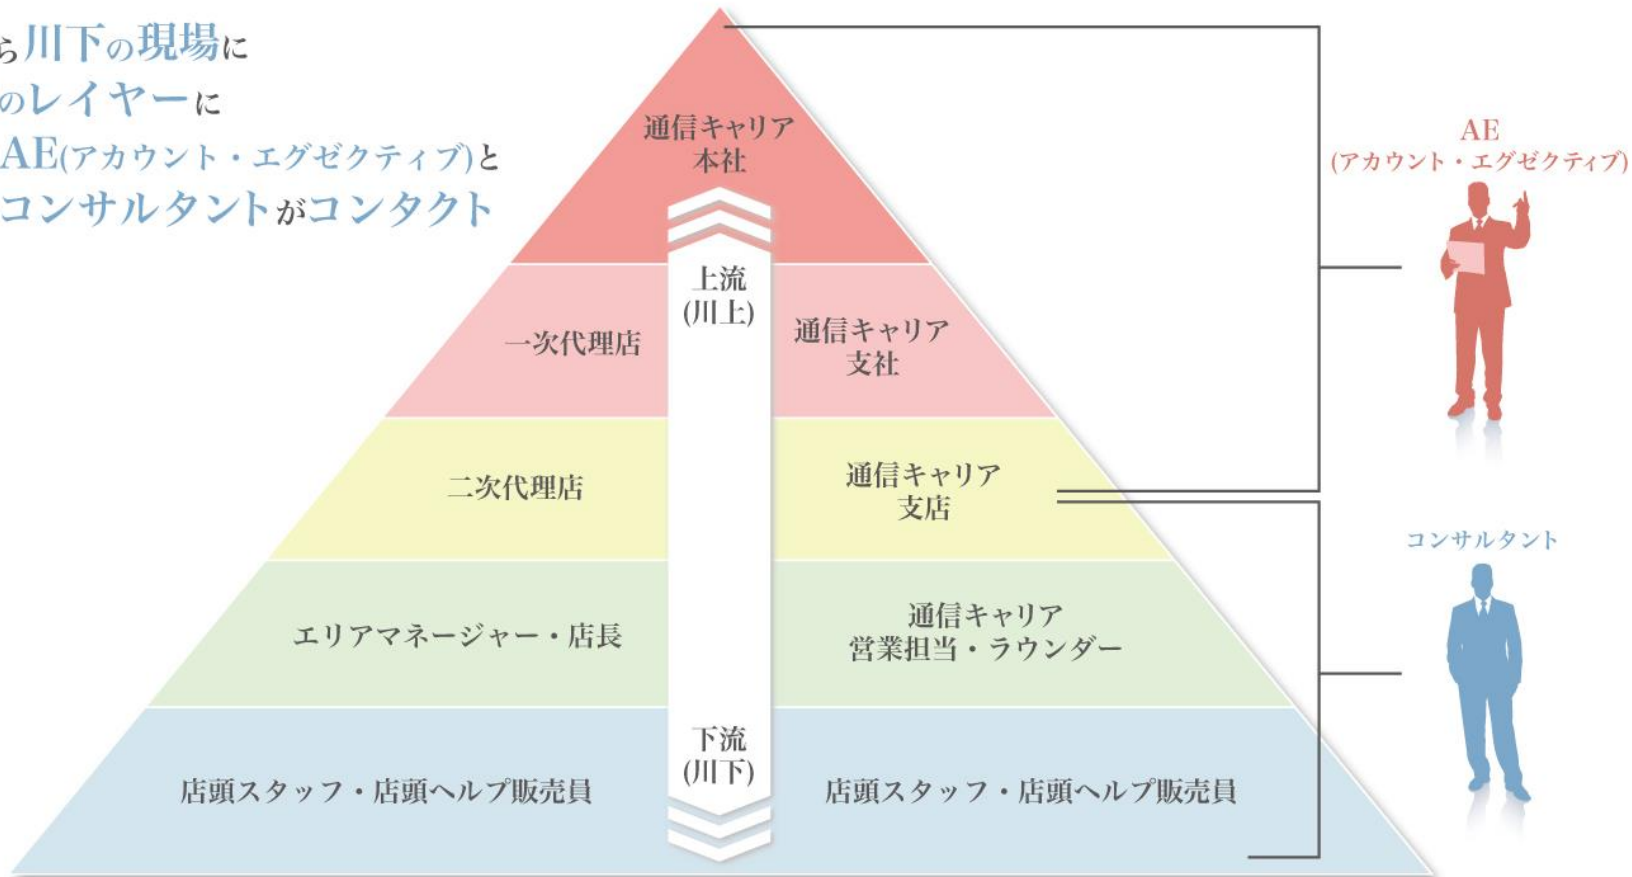 ら川下の現場に
のレイヤーに
AE(アカウント・エグゼクティブ)と
コンサルタントがコンタクト
通信キャリア
本社
上流
(川上)
一次代理店
通信キャリア
支社
二次代理店
通信キャリア
支店
エリアマネージャー・店長
通信キャリア
営業担当・ラウンダー
下流
(川下)
店頭スタッフ・店頭ヘルプ販売員
店頭スタッフ・店頭ヘルプ販売員
AE
(アカウント・エグゼクティブ)
コンサルタント